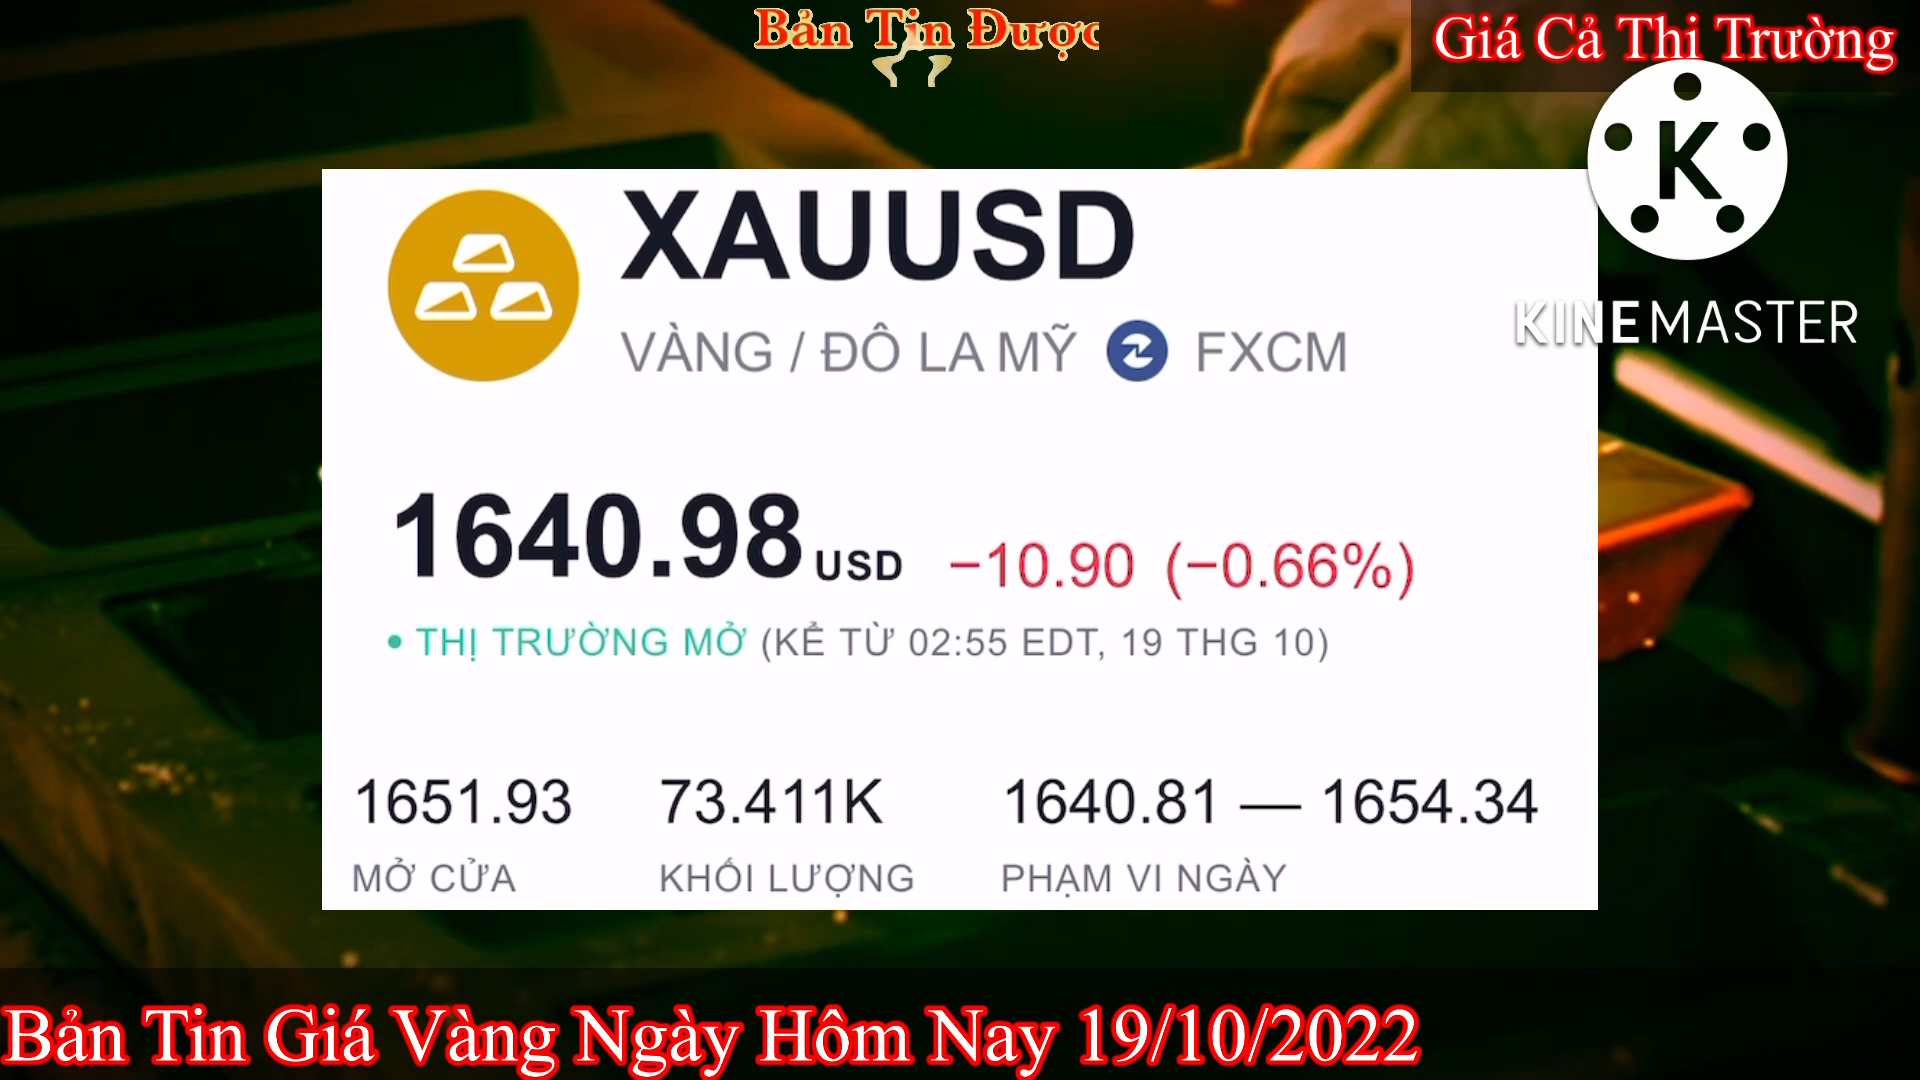 Bản Tin Được
Giá Cả Thi Trường
K
KINEMASTER
XAUUSD
VÀNG / ĐÔ LA MỸ FXCM
1640.98 USD −10.90 (−0.66%)
• THỊ TRƯỜNG MỞ (KỂ TỪ 02:55 EDT, 19 THG 10)
1651.93 73.411K 1640.81 — 1654.34
MỞ CỬA KHỐI LƯỢNG PHẠM VI NGÀY
Bản Tin Giá Vàng Ngày Hôm Nay 19/10/2022